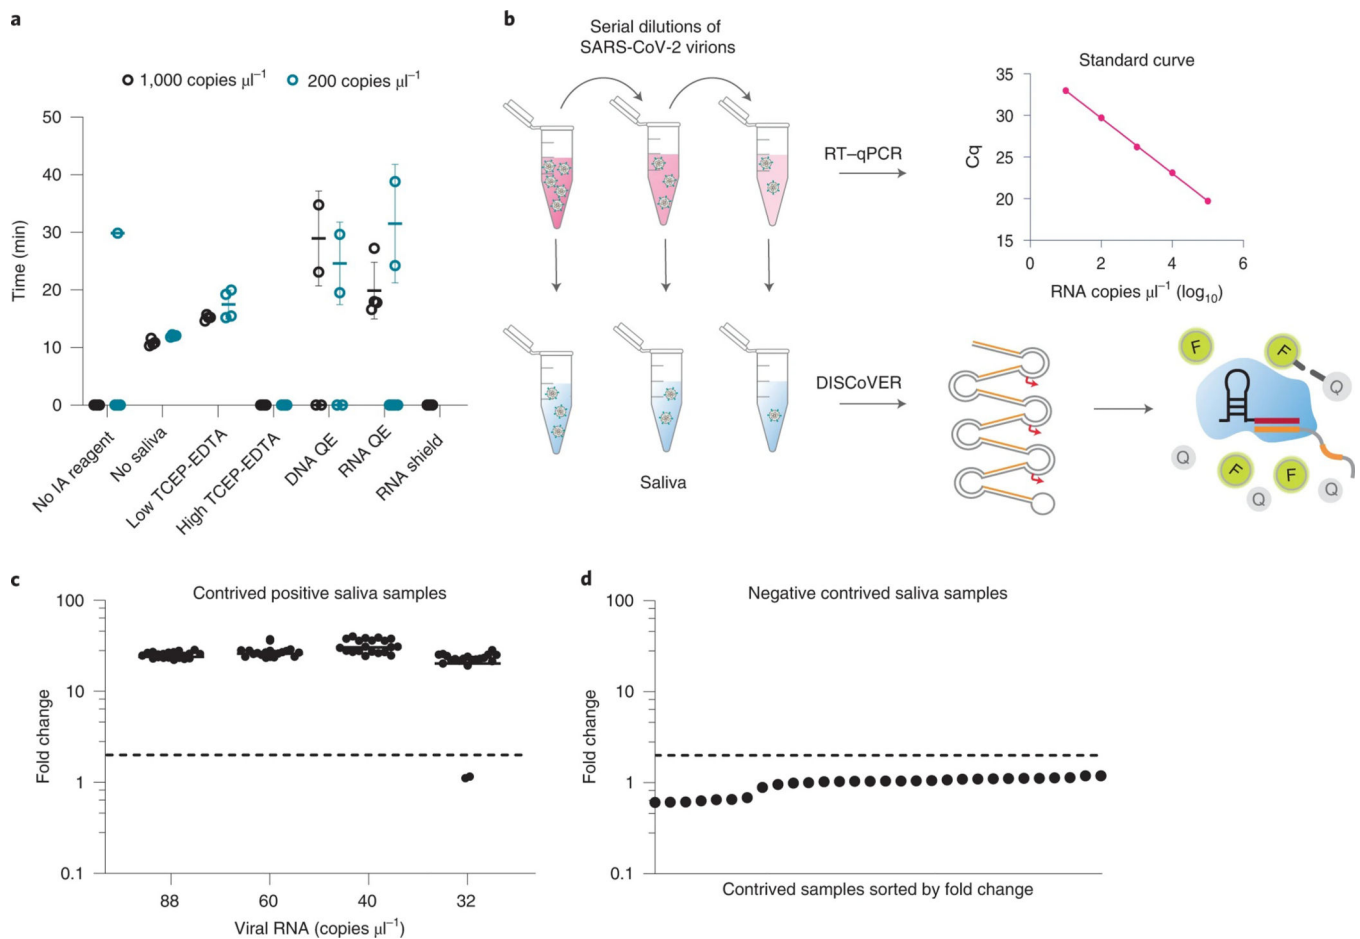 a
1,000 copies µl⁻¹
200 copies µl⁻¹
50
40
30
20
10
0
Time (min)
No IA reagent
No saliva
Low TCEP-EDTA
High TCEP-EDTA
DNA QE
RNA QE
RNA shield
b
Serial dilutions of
SARS-CoV-2 virions
RT–qPCR
Standard curve
35
31
25
20
15
Cq
0
2
4
6
RNA copies µl⁻¹ (log₁₀)
Saliva
DISCoVER
F
F
Q
Q
F
F
Q
Q
c
Contrived positive saliva samples
100
10
1
0.1
Fold change
88
60
40
32
Viral RNA (copies µl⁻¹)
d
Negative contrived saliva samples
100
10
1
0.1
Fold change
Contrived samples sorted by fold change